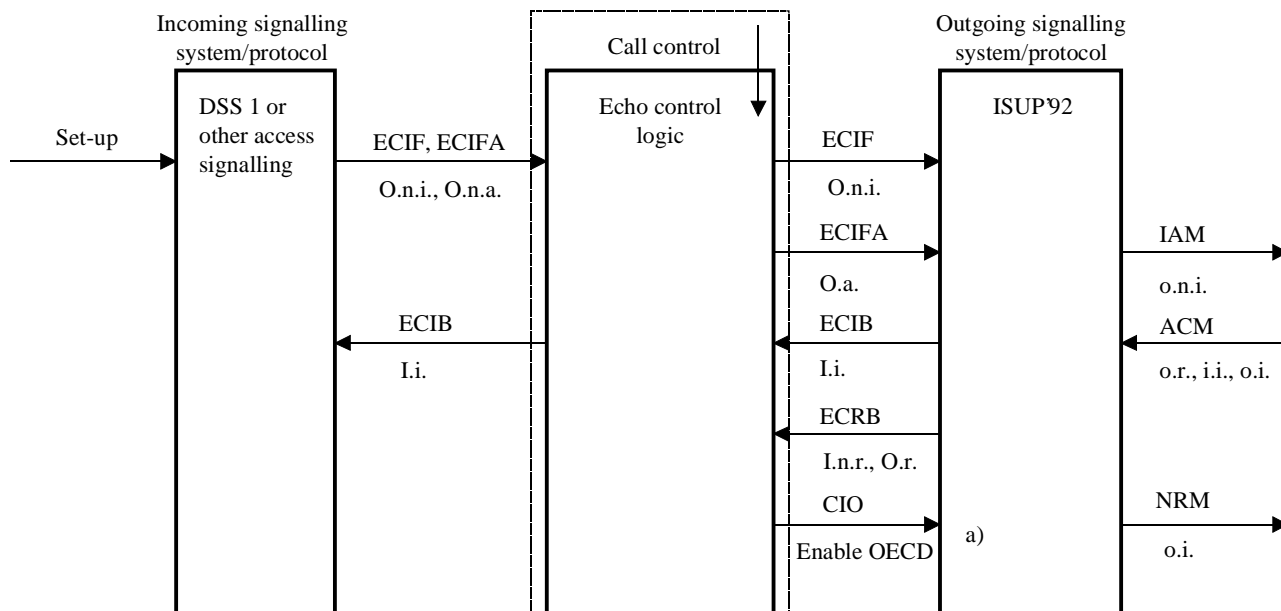 Incoming signalling
system/protocol
Call control
Outgoing signalling
system/protocol
DSS 1 or
other access
signalling
Echo control
logic
ISUP'92
Set-up
ECIF, ECIFA
O.n.i., O.n.a.
ECIF
O.n.i.
ECIFA
O.a.
IAM
o.n.i.
ECIB
I.i.
ECIB
I.i.
ACM
o.r., i.i., o.i.
ECRB
I.n.r., O.r.
CIO
Enable OECD
a)
NRM
o.i.